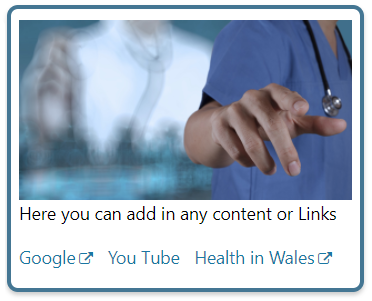 Here you can add in any content or Links
Google You Tube Health in Wales